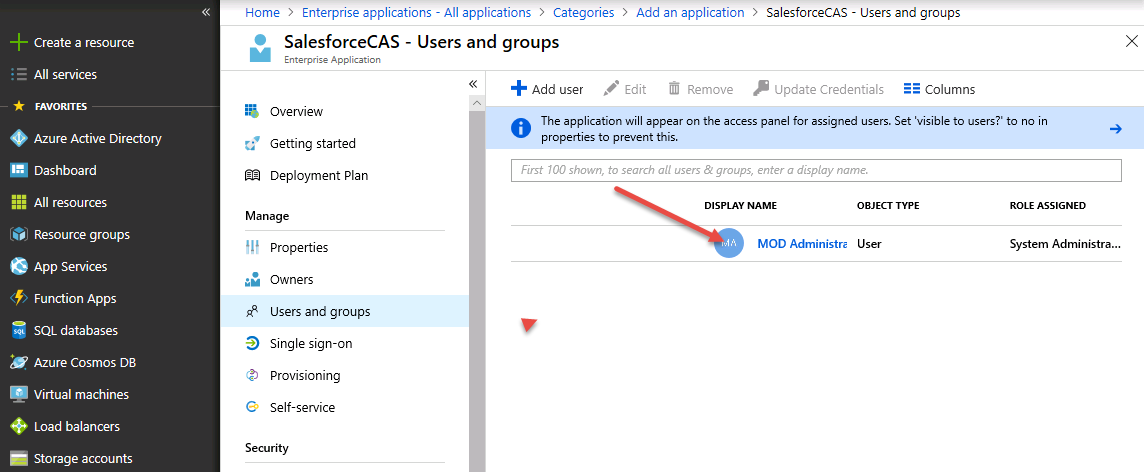 «
Create a resource
All services
FAVORITES
Azure Active Directory
Dashboard
All resources
Resource groups
App Services
Function Apps
SQL databases
Azure Cosmos DB
Virtual machines
Load balancers
Storage accounts
Home > Enterprise applications - All applications > Categories > Add an application > SalesforceCAS - Users and groups
SalesforceCAS - Users and groups
Enterprise Application
«
Overview
Getting started
Deployment Plan
Manage
Properties
Owners
Users and groups
Single sign-on
Provisioning
Self-service
Security
Add user Edit Remove Update Credentials Columns
The application will appear on the access panel for assigned users. Set 'visible to users?' to no in
properties to prevent this.
First 100 shown, to search all users & groups, enter a display name.
DISPLAY NAME OBJECT TYPE ROLE ASSIGNED
MA MOD Administra User System Administra...